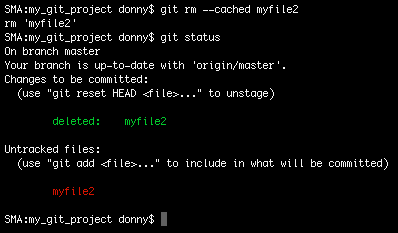 SMA:my_git_project donny$ git rm --cached myfile2
rm 'myfile2'
SMA:my_git_project donny$ git status
On branch master
Your branch is up-to-date with 'origin/master'.
Changes to be committed:
  (use "git reset HEAD <file>..." to unstage)
        deleted:    myfile2
Untracked files:
  (use "git add <file>..." to include in what will be committed)
        myfile2
SMA:my_git_project donny$